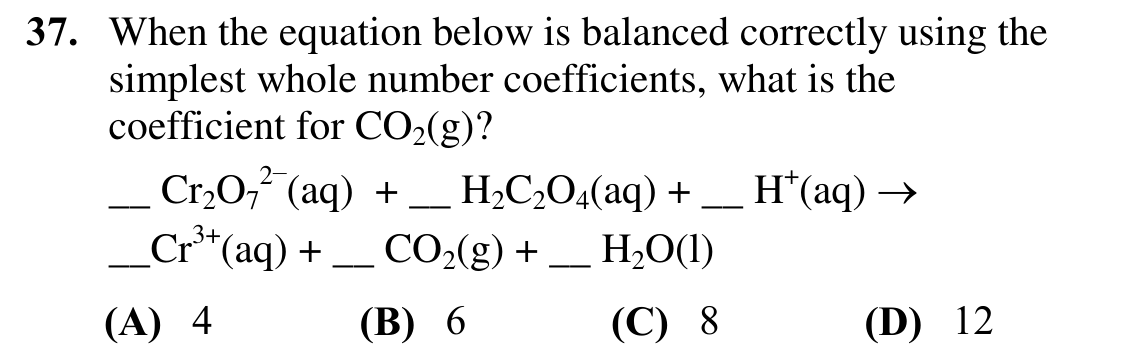 37. When the equation below is balanced correctly using the
simplest whole number coefficients, what is the
coefficient for CO₂(g)?
__ Cr₂O₇²⁻(aq) + __ H₂C₂O₄(aq) + __ H⁺(aq) →
__Cr³⁺(aq) + __ CO₂(g) + __ H₂O(l)
(A) 4 (B) 6 (C) 8 (D) 12